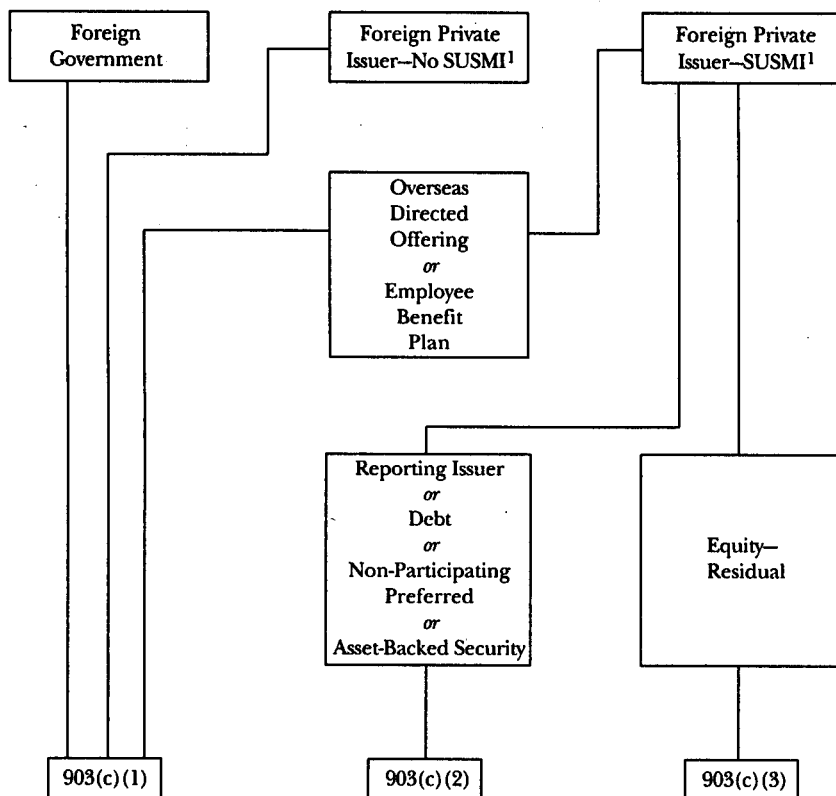 Foreign
Government
Foreign Private
Issuer—No SUSMI¹
Foreign Private
Issuer—SUSMI¹
Overseas
Directed
Offering
or
Employee
Benefit
Plan
Reporting Issuer
or
Debt
or
Non-Participating
Preferred
or
Asset-Backed Security
Equity—
Residual
903(c)(1)
903(c)(2)
903(c)(3)